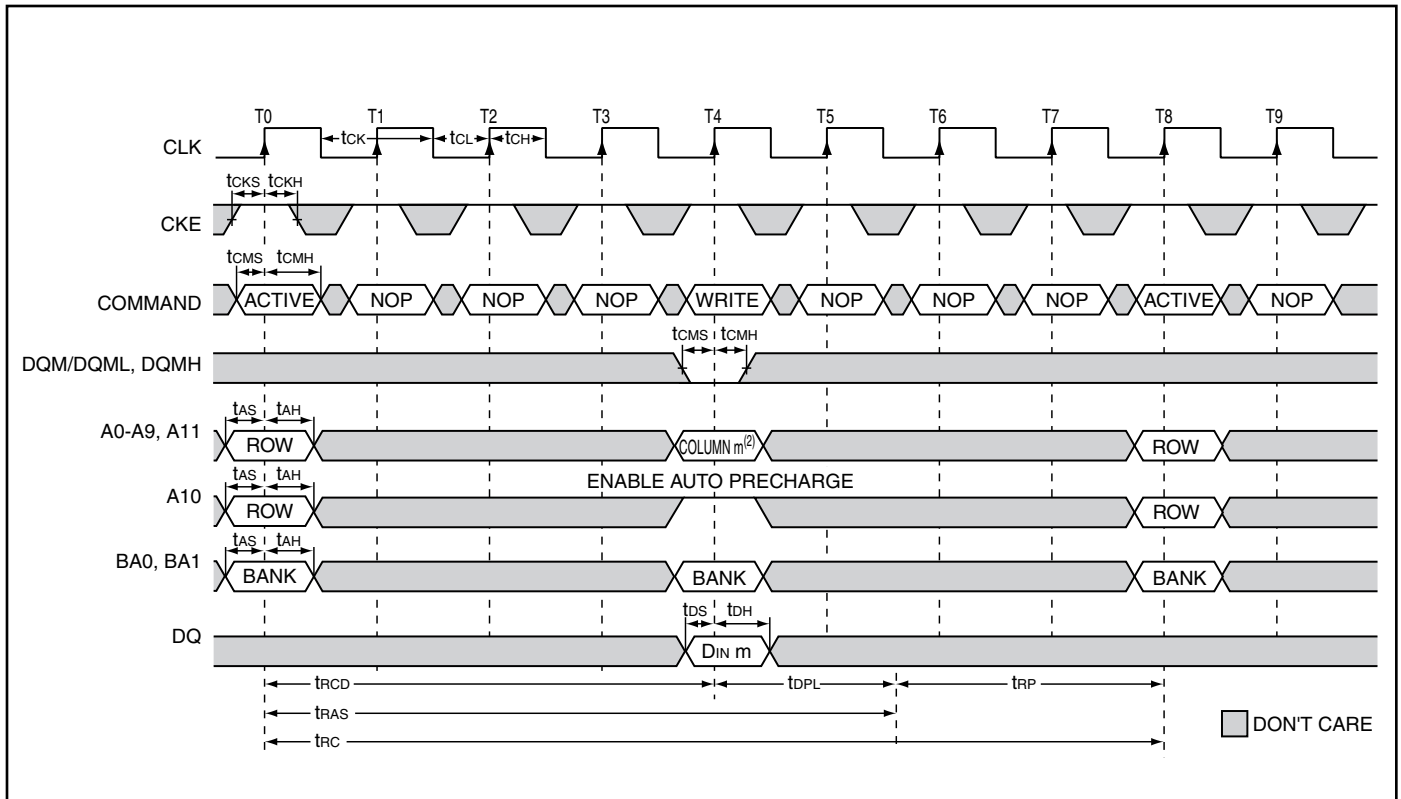 T0 T1 T2 T3 T4 T5 T6 T7 T8 T9
CLK tCK tCL tCH
tCKS tCKH
CKE
tCMS tCMH
COMMAND ACTIVE NOP NOP NOP WRITE NOP NOP NOP ACTIVE NOP
tCMS tCMH
DQM/DQML, DQMH
tAS tAH
A0-A9, A11 ROW COLUMN m(2) ROW
tAS tAH ENABLE AUTO PRECHARGE
A10 ROW ROW
tAS tAH
BA0, BA1 BANK BANK BANK
tDS tDH
DQ DIN m
tRCD tDPL tRP
tRAS
tRC
DON'T CARE